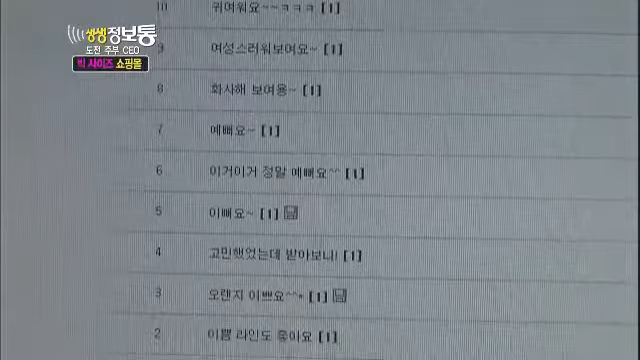 생생정보통
도전 주부 CEO
빅 사이즈 쇼핑몰
10 귀여워요~~ㅋㅋㅋ [1]
9 여성스러워보여요~ [1]
8 화사해 보여용~ [1]
7 예뻐요~ [1]
6 이거이거 정말 예뻐요^^ [1]
5 이뻐요~ [1]
4 고민했었는데 받아보니! [1]
3 오랜지 이쁘요^^* [1]
2 이쁨 라인도 좋아요 [1]